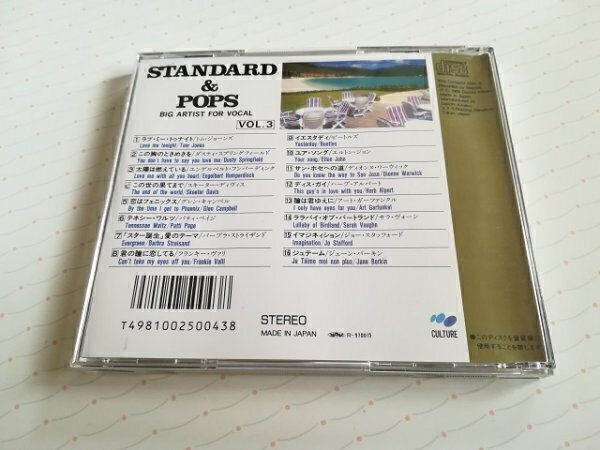 STANDARD
&
POPS
BIG ARTIST FOR VOCAL
VOL.3
1 ラブ・ミー・トゥナイト/トム・ジョーンズ
Love me tonight/Tom Jones
2 この胸のときめきを/ダスティ・スプリングフィールド
You don't have to say you love me/Dusty Springfield
3 太陽は燃えている/エンゲルベルト・フンパーディンク
Love me with all your heart/Engelbert Humperdinck
4 この世の果てまで/スキーター・デイヴィス
The end of the world/Skeeter Davis
5 恋はフェニックス/グレン・キャンベル
By the time I get to Phoenix/Glen Campbell
6 テネシー・ワルツ/パティ・ペイジ
Tennessee Waltz/Patti Page
7 「スター誕生」愛のテーマ/バーブラ・ストライザンド
Evergreen/Barbra Streisand
8 君の瞳に恋してる/フランキー・ヴァリ
Can't take my eyes off you/Frankie Valli
9 イエスタデイ/ビートルズ
Yesterday/Beatles
10 ユア・ソング/エルトン・ジョン
Your song/Elton John
11 サン・ホセへの道/ディオンヌ・ワーウィック
Do you know the way to San Jose/Dionne Warwick
12 ディス・ガイ/ハーブ・アルパート
This guy's in love with you/Herb Alpert
13 瞳は君ゆえに/アート・ガーファンクル
I only have eyes for you/Art Garfunkel
14 ララバイ・オブ・バードランド/サラ・ヴォーン
Lullaby of Birdland/Sarah Vaughn
15 イマジネィション/ジョー・スタッフォード
Imagination/Jo Stafford
16 ジュテーム/ジェーン・バーキン
Je Táime moi non plus/Jane Berkin
T4981002500438
STEREO
MADE IN JAPAN
CULTURE
disc